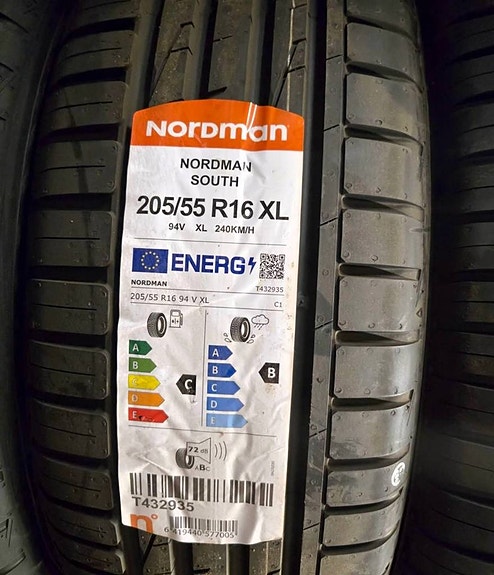 NORDMAN
NORDMAN
SOUTH
205/55 R16 XL
94V XL 240KM/H
ENERG
NORDMAN T432935
205/55 R16 94 V XL C1
A
B
C
D
E
C
A
B
C
D
E
B
72 dB
ABC
T432935
n°
6 419440 577005